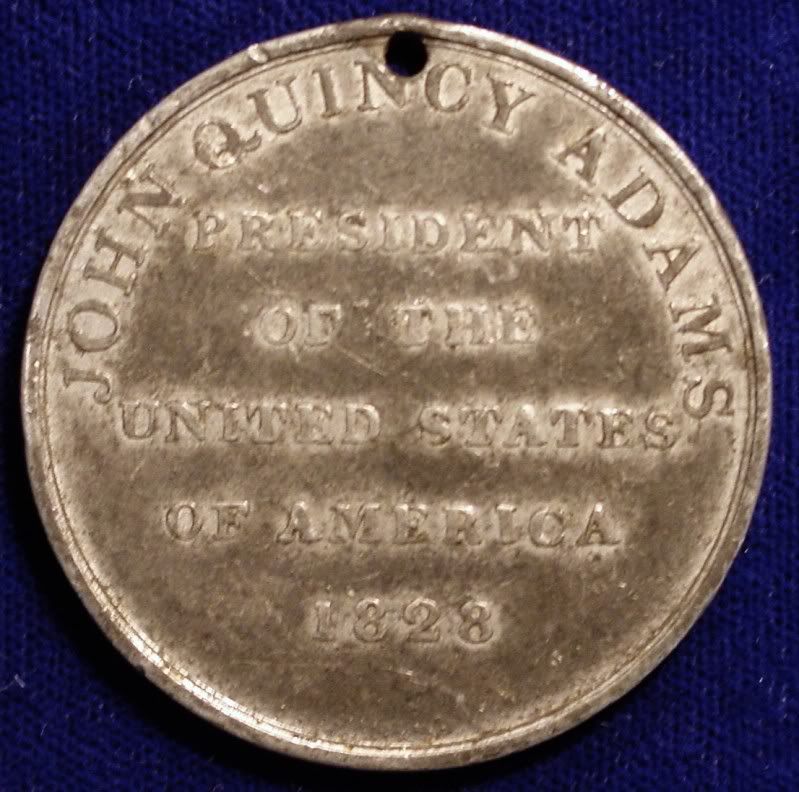 JOHN QUINCY ADAMS
PRESIDENT
OF THE
UNITED STATES
OF AMERICA
1828